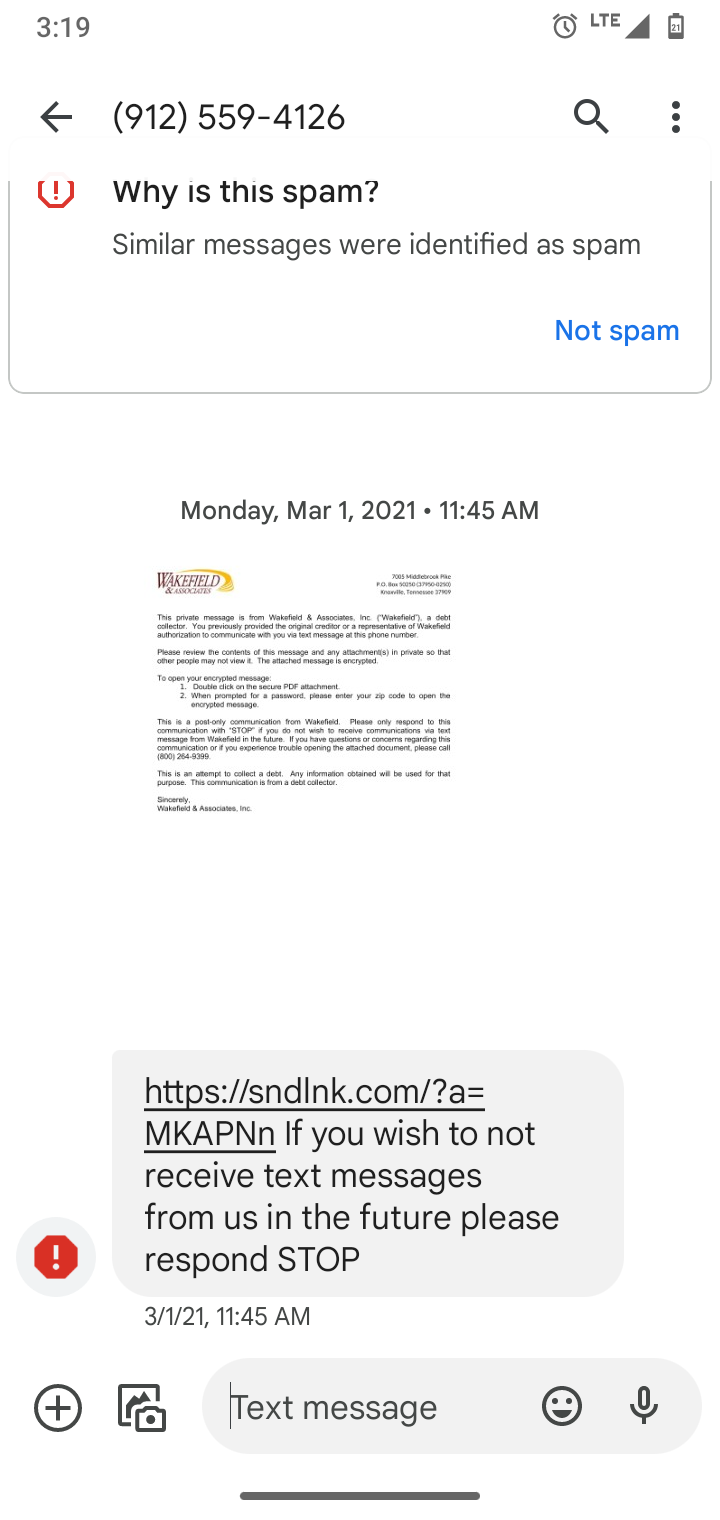 3:19
LTE
21
(912) 559-4126
Why is this spam?
Similar messages were identified as spam
Not spam
Monday, Mar 1, 2021 • 11:45 AM
WAKEFIELD
& ASSOCIATES
7005 Middlebrook Pike
P.O. Box 50250 (37950-0250)
Knoxville, Tennessee 37909
This private message is from Wakefield & Associates, Inc. ("Wakefield"), a debt
collector. You previously provided the original creditor or a representative of Wakefield
authorization to communicate with you via text message at this phone number.
Please review the contents of this message and any attachment(s) in private so that
other people may not view it. The attached message is encrypted.
To open your encrypted message:
1. Double click on the secure PDF attachment.
2. When prompted for a password, please enter your zip code to open the
encrypted message.
This is a post-only communication from Wakefield. Please only respond to this
communication with "STOP" if you do not wish to receive communications via text
message from Wakefield in the future. If you have questions or concerns regarding this
communication or if you experience trouble opening the attached document, please call
(800) 264-9399.
This is an attempt to collect a debt. Any information obtained will be used for that
purpose. This communication is from a debt collector.
Sincerely,
Wakefield & Associates, Inc.
https://sndlnk.com/?a=
MKAPNn If you wish to not
receive text messages
from us in the future please
respond STOP
3/1/21, 11:45 AM
Text message